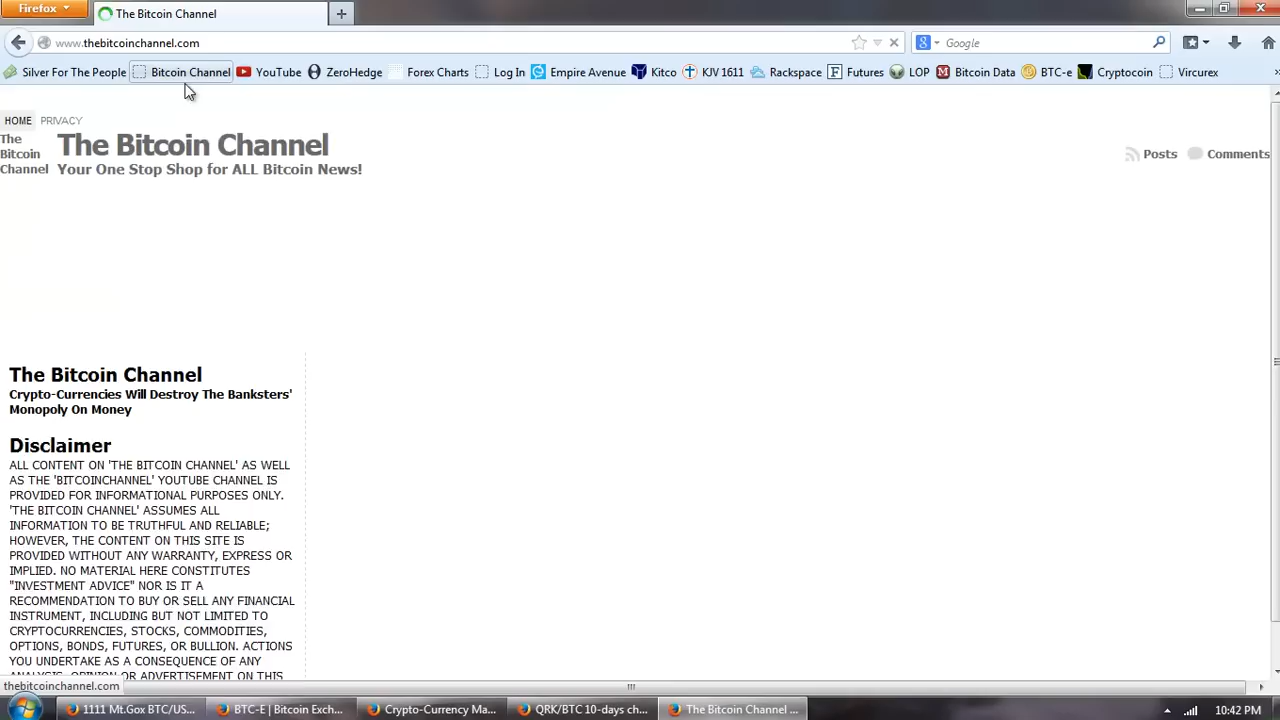 Firefox
The Bitcoin Channel
www.thebitcoinchannel.com
Google
Silver For The People
Bitcoin Channel
YouTube
ZeroHedge
Forex Charts
Log In
Empire Avenue
Kitco
KJV 1611
Rackspace
Futures
LOP
Bitcoin Data
BTC-e
Cryptocoin
Vircurex
HOME PRIVACY
The
Bitcoin
Channel
The Bitcoin Channel
Your One Stop Shop for ALL Bitcoin News!
Posts
Comments
The Bitcoin Channel
Crypto-Currencies Will Destroy The Banksters'
Monopoly On Money
Disclaimer
ALL CONTENT ON 'THE BITCOIN CHANNEL' AS WELL
AS THE 'BITCOINCHANNEL' YOUTUBE CHANNEL IS
PROVIDED FOR INFORMATIONAL PURPOSES ONLY.
'THE BITCOIN CHANNEL' ASSUMES ALL
INFORMATION TO BE TRUTHFUL AND RELIABLE;
HOWEVER, THE CONTENT ON THIS SITE IS
PROVIDED WITHOUT ANY WARRANTY, EXPRESS OR
IMPLIED. NO MATERIAL HERE CONSTITUTES
"INVESTMENT ADVICE" NOR IS IT A
RECOMMENDATION TO BUY OR SELL ANY FINANCIAL
INSTRUMENT, INCLUDING BUT NOT LIMITED TO
CRYPTOCURRENCIES, STOCKS, COMMODITIES,
OPTIONS, BONDS, FUTURES, OR BULLION. ACTIONS
YOU UNDERTAKE AS A CONSEQUENCE OF ANY
ANALYSIS, OPINION OR ADVERTISEMENT ON THIS
thebitcoinchannel.com
1111 Mt.Gox BTC/US...
BTC-E | Bitcoin Exch...
Crypto-Currency Ma...
QRK/BTC 10-days ch...
The Bitcoin Channel ...
10:42 PM